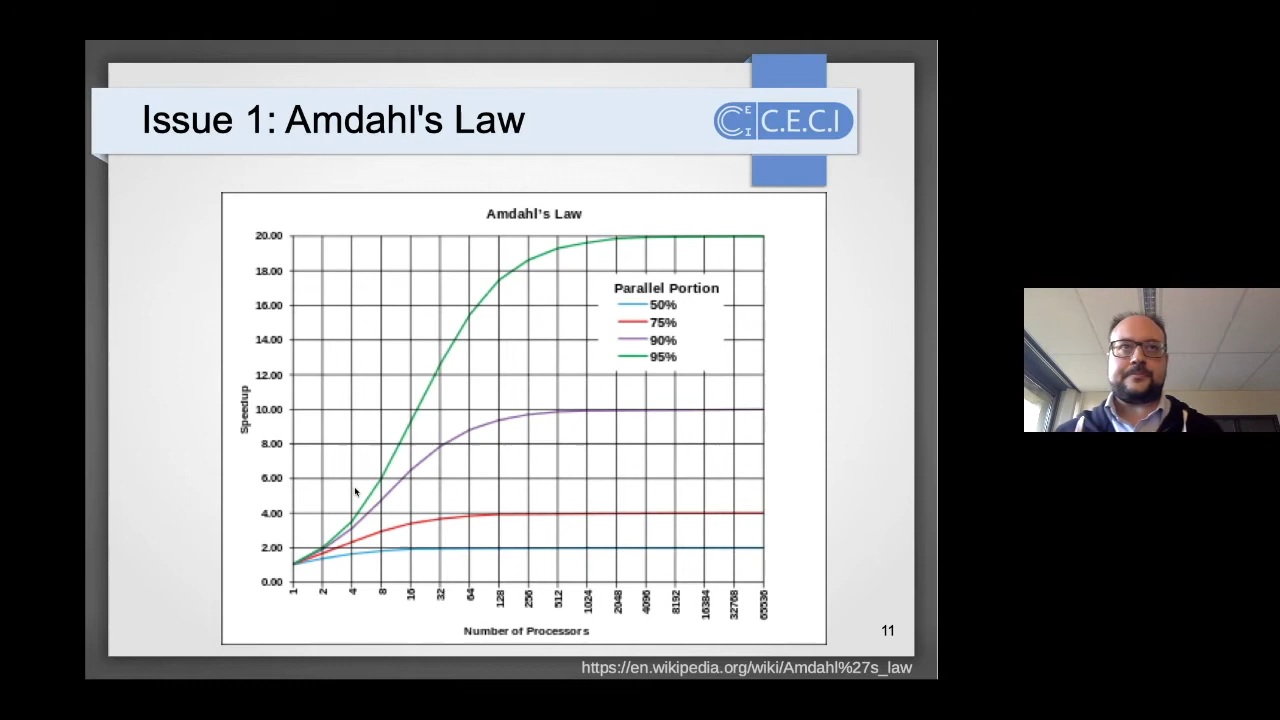 Issue 1: Amdahl's Law
C E C I
C.E.C.I
Amdahl's Law
20.00
18.00
16.00
14.00
12.00
10.00
8.00
6.00
4.00
2.00
0.00
Speedup
Parallel Portion
50%
75%
90%
95%
1 2 4 8 16 32 64 128 256 512 1024 2048 4096 8192 16384 32768 65536
Number of Processors
11
https://en.wikipedia.org/wiki/Amdahl%27s_law